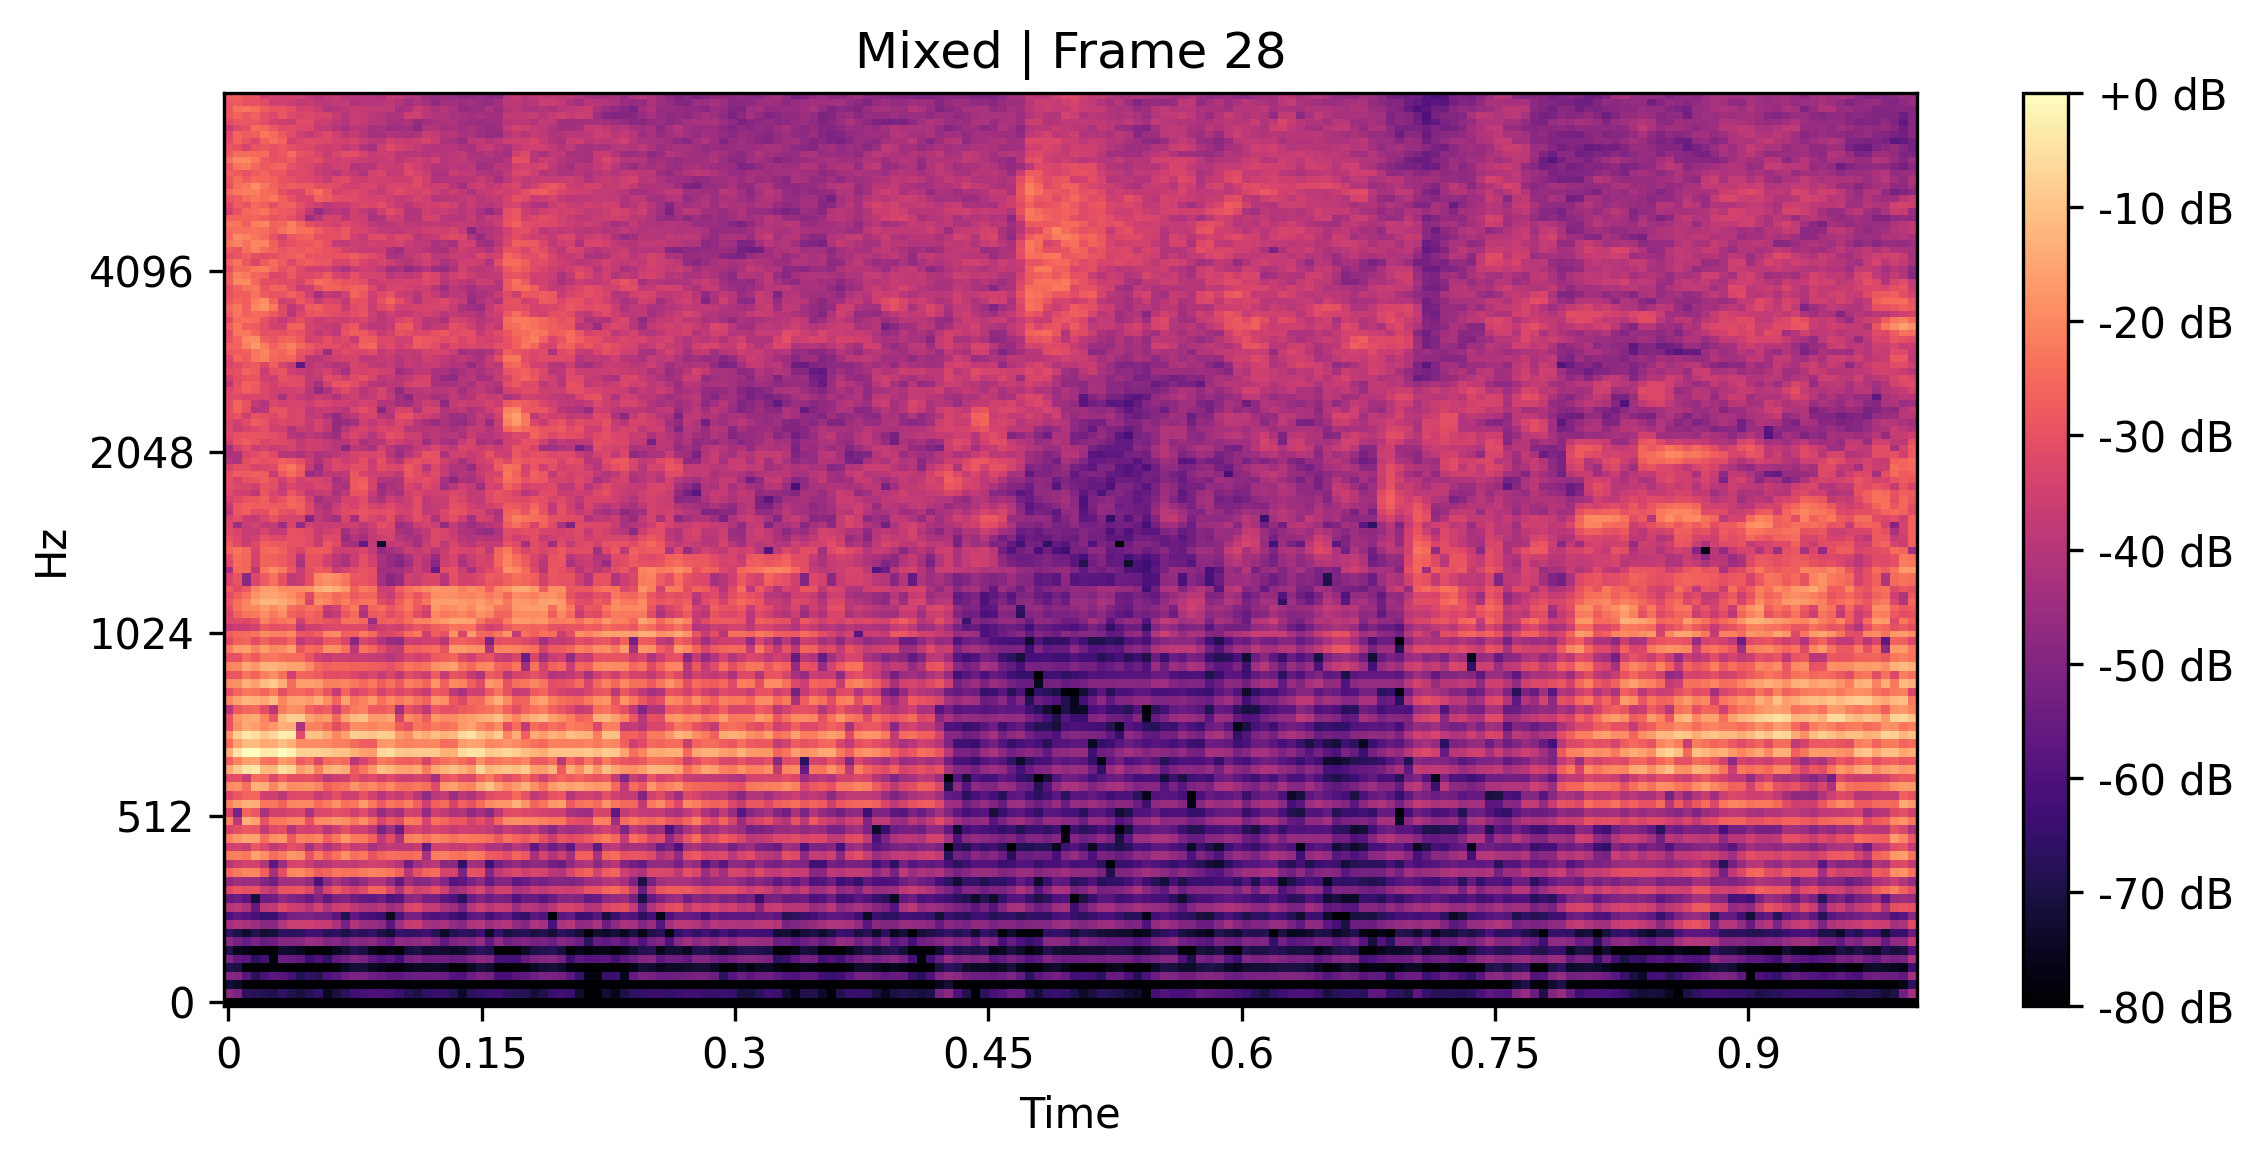 Mixed | Frame 28
+0 dB
-10 dB
-20 dB
-30 dB
-40 dB
-50 dB
-60 dB
-70 dB
-80 dB
Hz
4096
2048
1024
512
0
0 0.15 0.3 0.45 0.6 0.75 0.9
Time